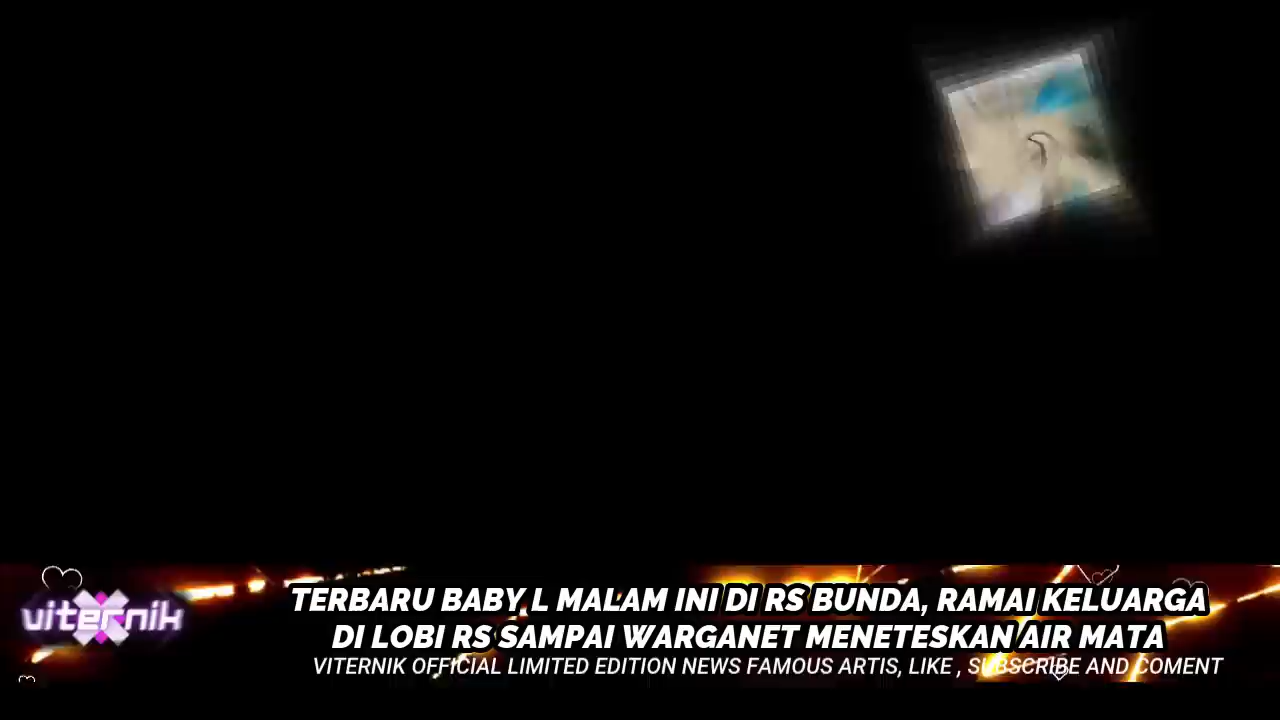 viternik
TERBARU BABY L MALAM INI DI RS BUNDA, RAMAI KELUARGA
DI LOBI RS SAMPAI WARGANET MENETESKAN AIR MATA
VITERNIK OFFICIAL LIMITED EDITION NEWS FAMOUS ARTIS, LIKE , SUBSCRIBE AND COMENT